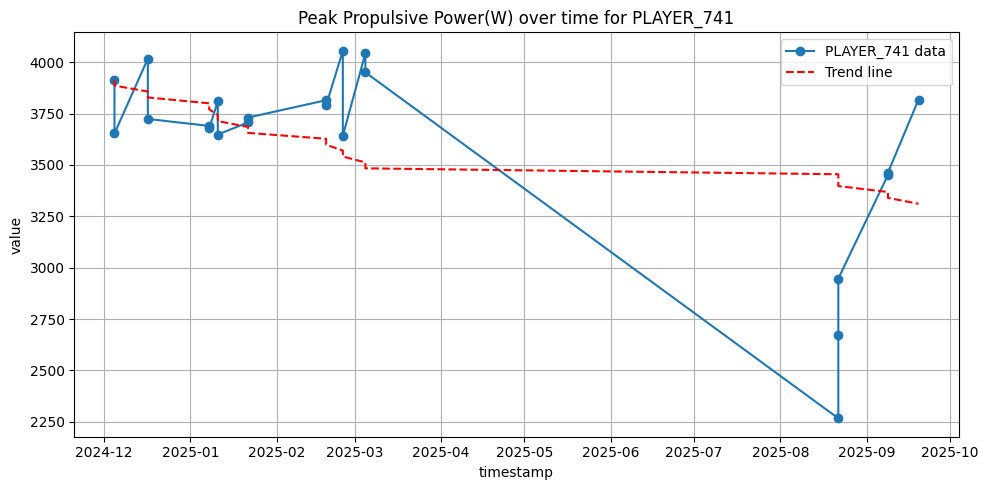 Peak Propulsive Power(W) over time for PLAYER_741
PLAYER_741 data
Trend line
value
4000
3750
3500
3250
3000
2750
2500
2250
2024-12 2025-01 2025-02 2025-03 2025-04 2025-05 2025-06 2025-07 2025-08 2025-09 2025-10
timestamp